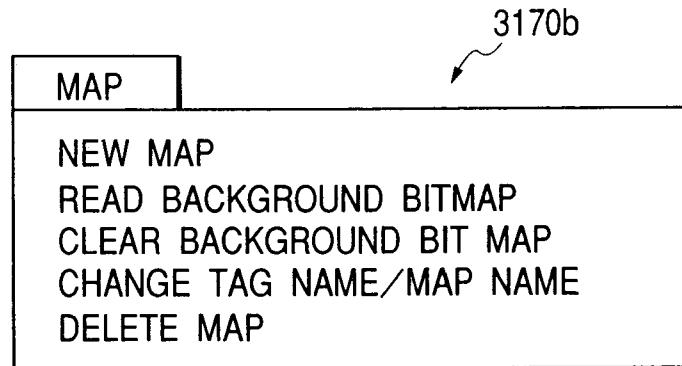 3170b
MAP
NEW MAP
READ BACKGROUND BITMAP
CLEAR BACKGROUND BIT MAP
CHANGE TAG NAME/MAP NAME
DELETE MAP